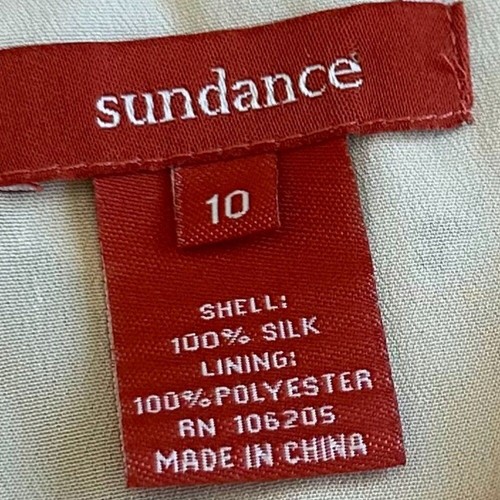 sundance
10
SHELL:
100% SILK
LINING:
100% POLYESTER
RN 106205
MADE IN CHINA